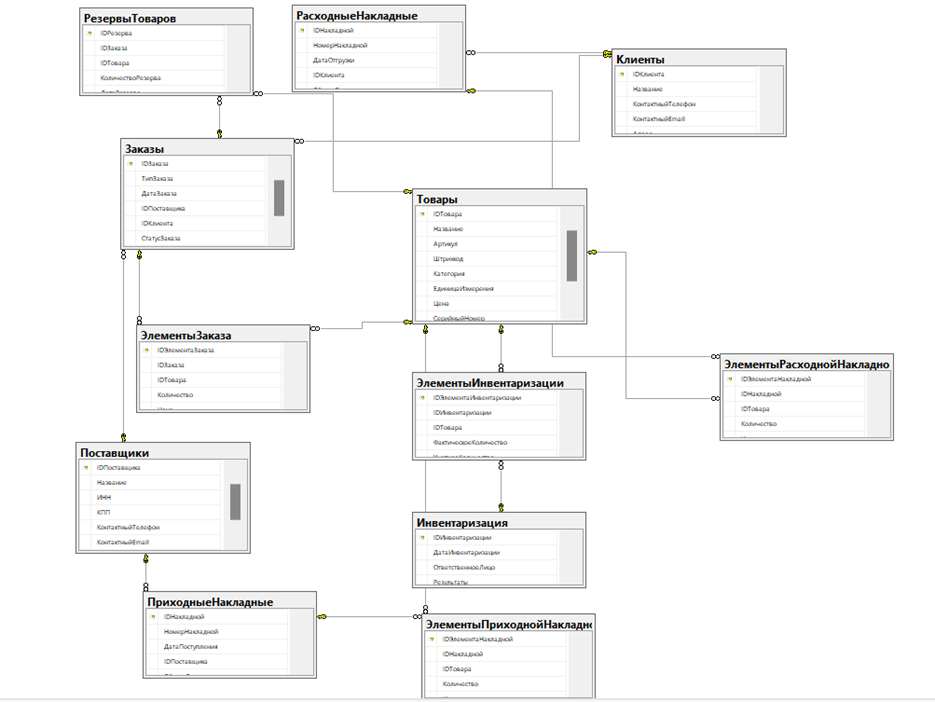 РезервыТоваров
IDРезерва
IDЗаказа
IDТовара
КоличествоРезерва
ДатаРезерва
РасходныеНакладные
IDНакладной
НомерНакладной
ДатаОтгрузки
IDКлиента
Клиенты
IDКлиента
Название
КонтактныйТелефон
КонтактныйEmail
Заказы
IDЗаказа
ТипЗаказа
ДатаЗаказа
IDПоставщика
IDКлиента
СтатусЗаказа
Товары
IDТовара
Название
Артикул
Штрихкод
Категория
ЕдиницаИзмерения
Цена
СерийныйНомер
ЭлементыЗаказа
IDЭлементаЗаказа
IDЗаказа
IDТовара
Количество
ЭлементыРасходнойНакладно
IDЭлементаНакладной
IDНакладной
IDТовара
Количество
ЭлементыИнвентаризации
IDЭлементаИнвентаризации
IDИнвентаризации
IDТовара
ФактическоеКоличество
Поставщики
IDПоставщика
Название
ИНН
КПП
КонтактныйТелефон
КонтактныйEmail
Инвентаризация
IDИнвентаризации
ДатаИнвентаризации
ОтветственноеЛицо
Результаты
ПриходныеНакладные
IDНакладной
НомерНакладной
ДатаПоступления
IDПоставщика
ЭлементыПриходнойНакладн
IDЭлементаНакладной
IDНакладной
IDТовара
Количество